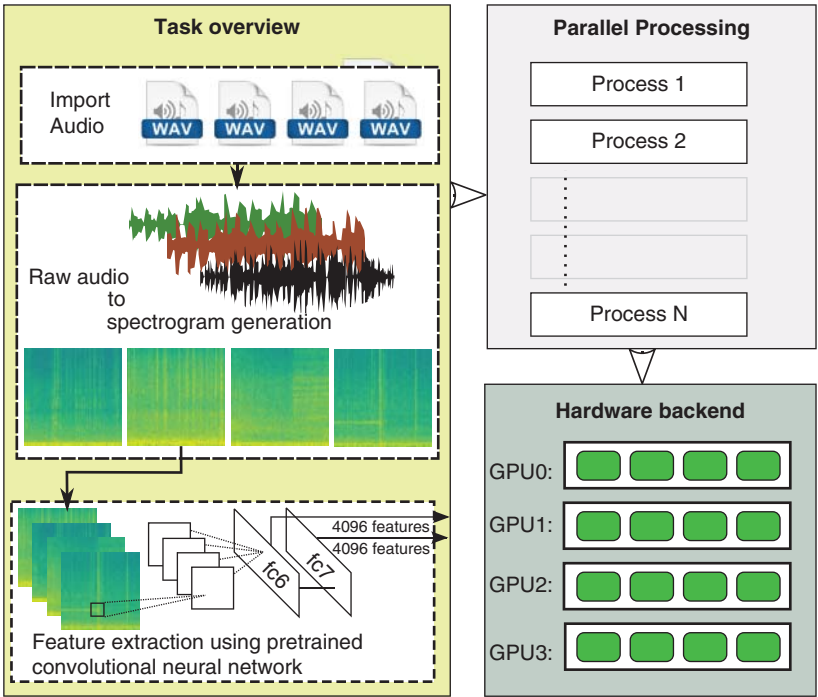 Task overview
Import
Audio
WAV
WAV
WAV
WAV
Raw audio
to
spectrogram generation
4096 features
4096 features
fc6
fc7
Feature extraction using pretrained
convolutional neural network
Parallel Processing
Process 1
Process 2
Process N
Hardware backend
GPU0:
GPU1:
GPU2:
GPU3: